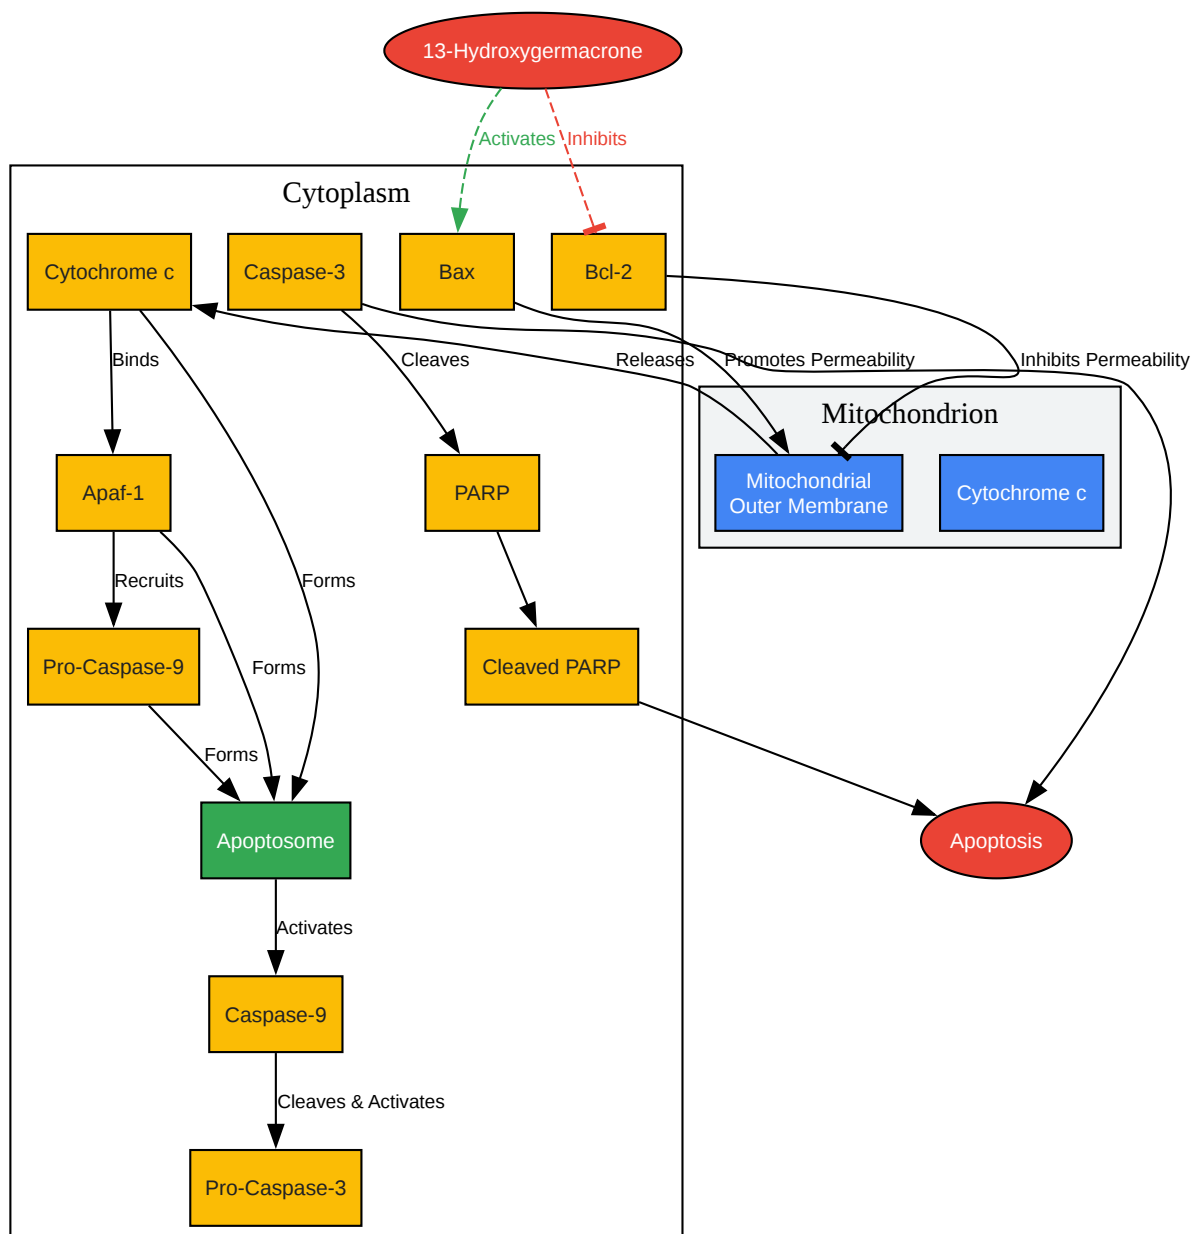 13-Hydroxygermacrone
Activates
Inhibits
Cytoplasm
Cytochrome c
Caspase-3
Bax
Bcl-2
Binds
Cleaves
Releases
Promotes Permeability
Inhibits Permeability
Mitochondrion
Apaf-1
PARP
Mitochondrial
Outer Membrane
Cytochrome c
Recruits
Forms
Pro-Caspase-9
Forms
Cleaved PARP
Forms
Apoptosome
Apoptosis
Activates
Caspase-9
Cleaves & Activates
Pro-Caspase-3